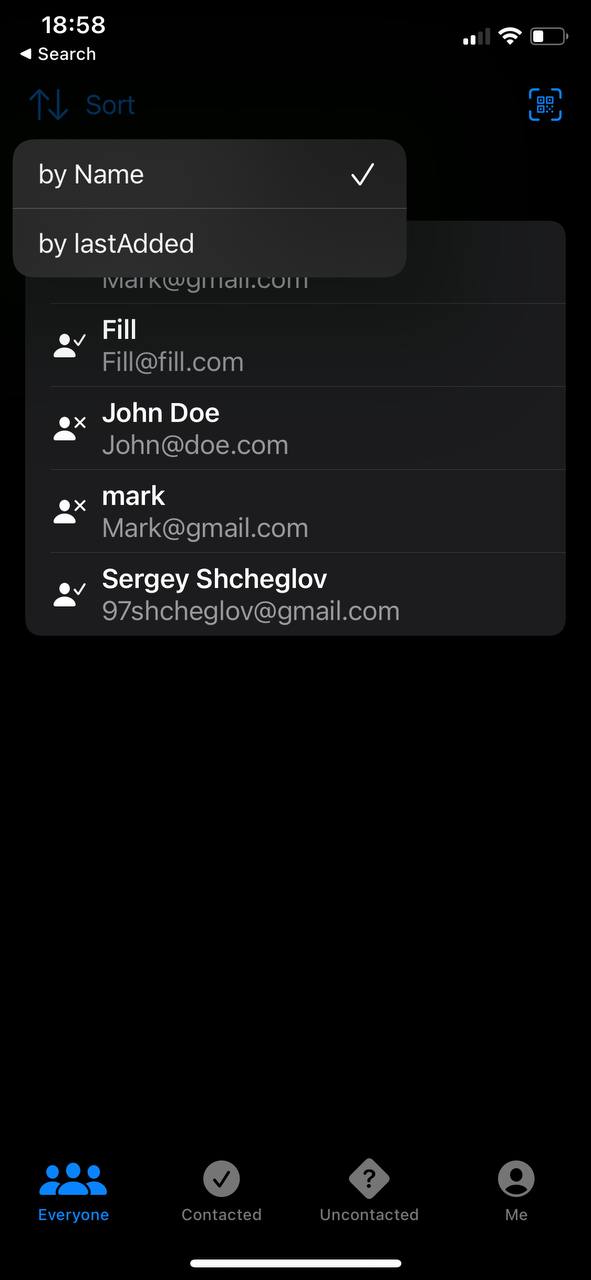 18:58
Search
Sort
by Name
by lastAdded
Mark@gmail.com
Fill
Fill@fill.com
John Doe
John@doe.com
mark
Mark@gmail.com
Sergey Shcheglov
97shcheglov@gmail.com
Everyone
Contacted
Uncontacted
Me